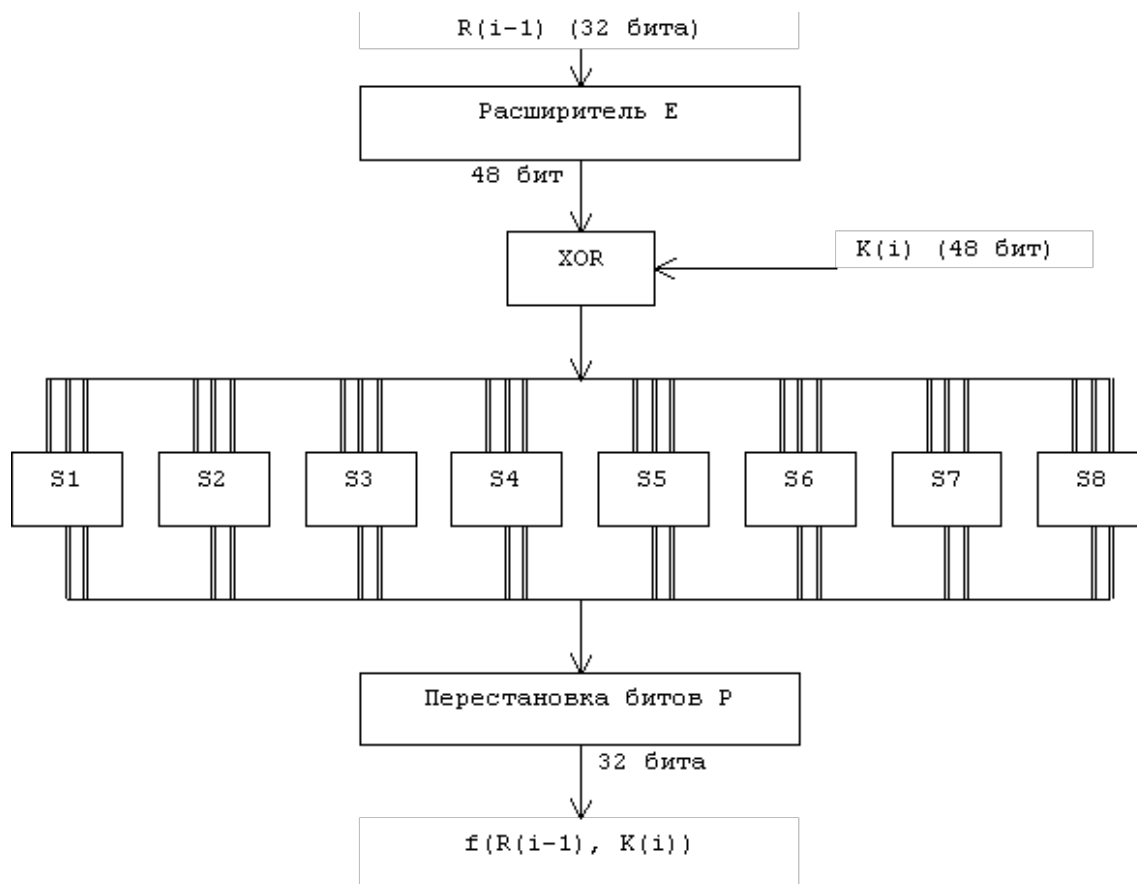 R(i-1) (32 бита)
Расширитель E
48 бит
XOR
K(i) (48 бит)
S1 S2 S3 S4 S5 S6 S7 S8
Перестановка битов P
32 бита
f(R(i-1), K(i))